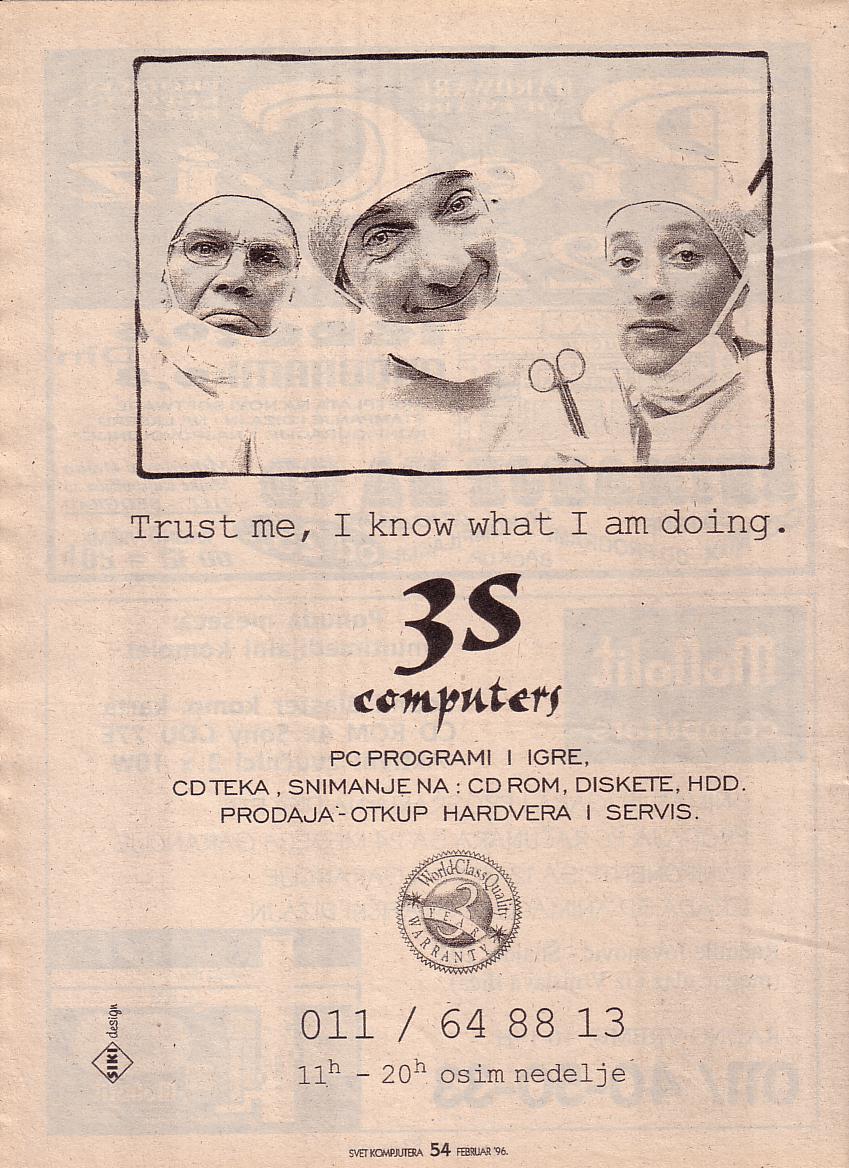 Trust me, I know what I am doing.
3S
computers
PC PROGRAMI I IGRE,
CD TEKA , SNIMANJE NA : CD ROM, DISKETE, HDD.
PRODAJA-OTKUP HARDVERA I SERVIS.
World Class Quality
3
YEAR
WARRANTY
SIKI design
011 / 64 88 13
11h - 20h osim nedelje
SVET KOMPJUTERA 54 FEBRUAR '96.